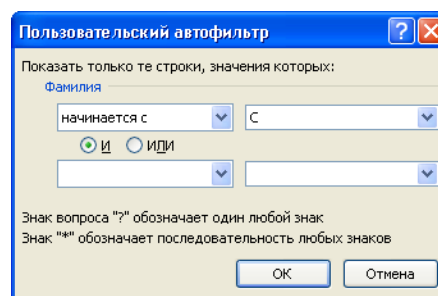 Пользовательский автофильтр
Показать только те строки, значения которых:
Фамилия
начинается с С
И ИЛИ
Знак вопроса "?" обозначает один любой знак
Знак "*" обозначает последовательность любых знаков
ОК Отмена